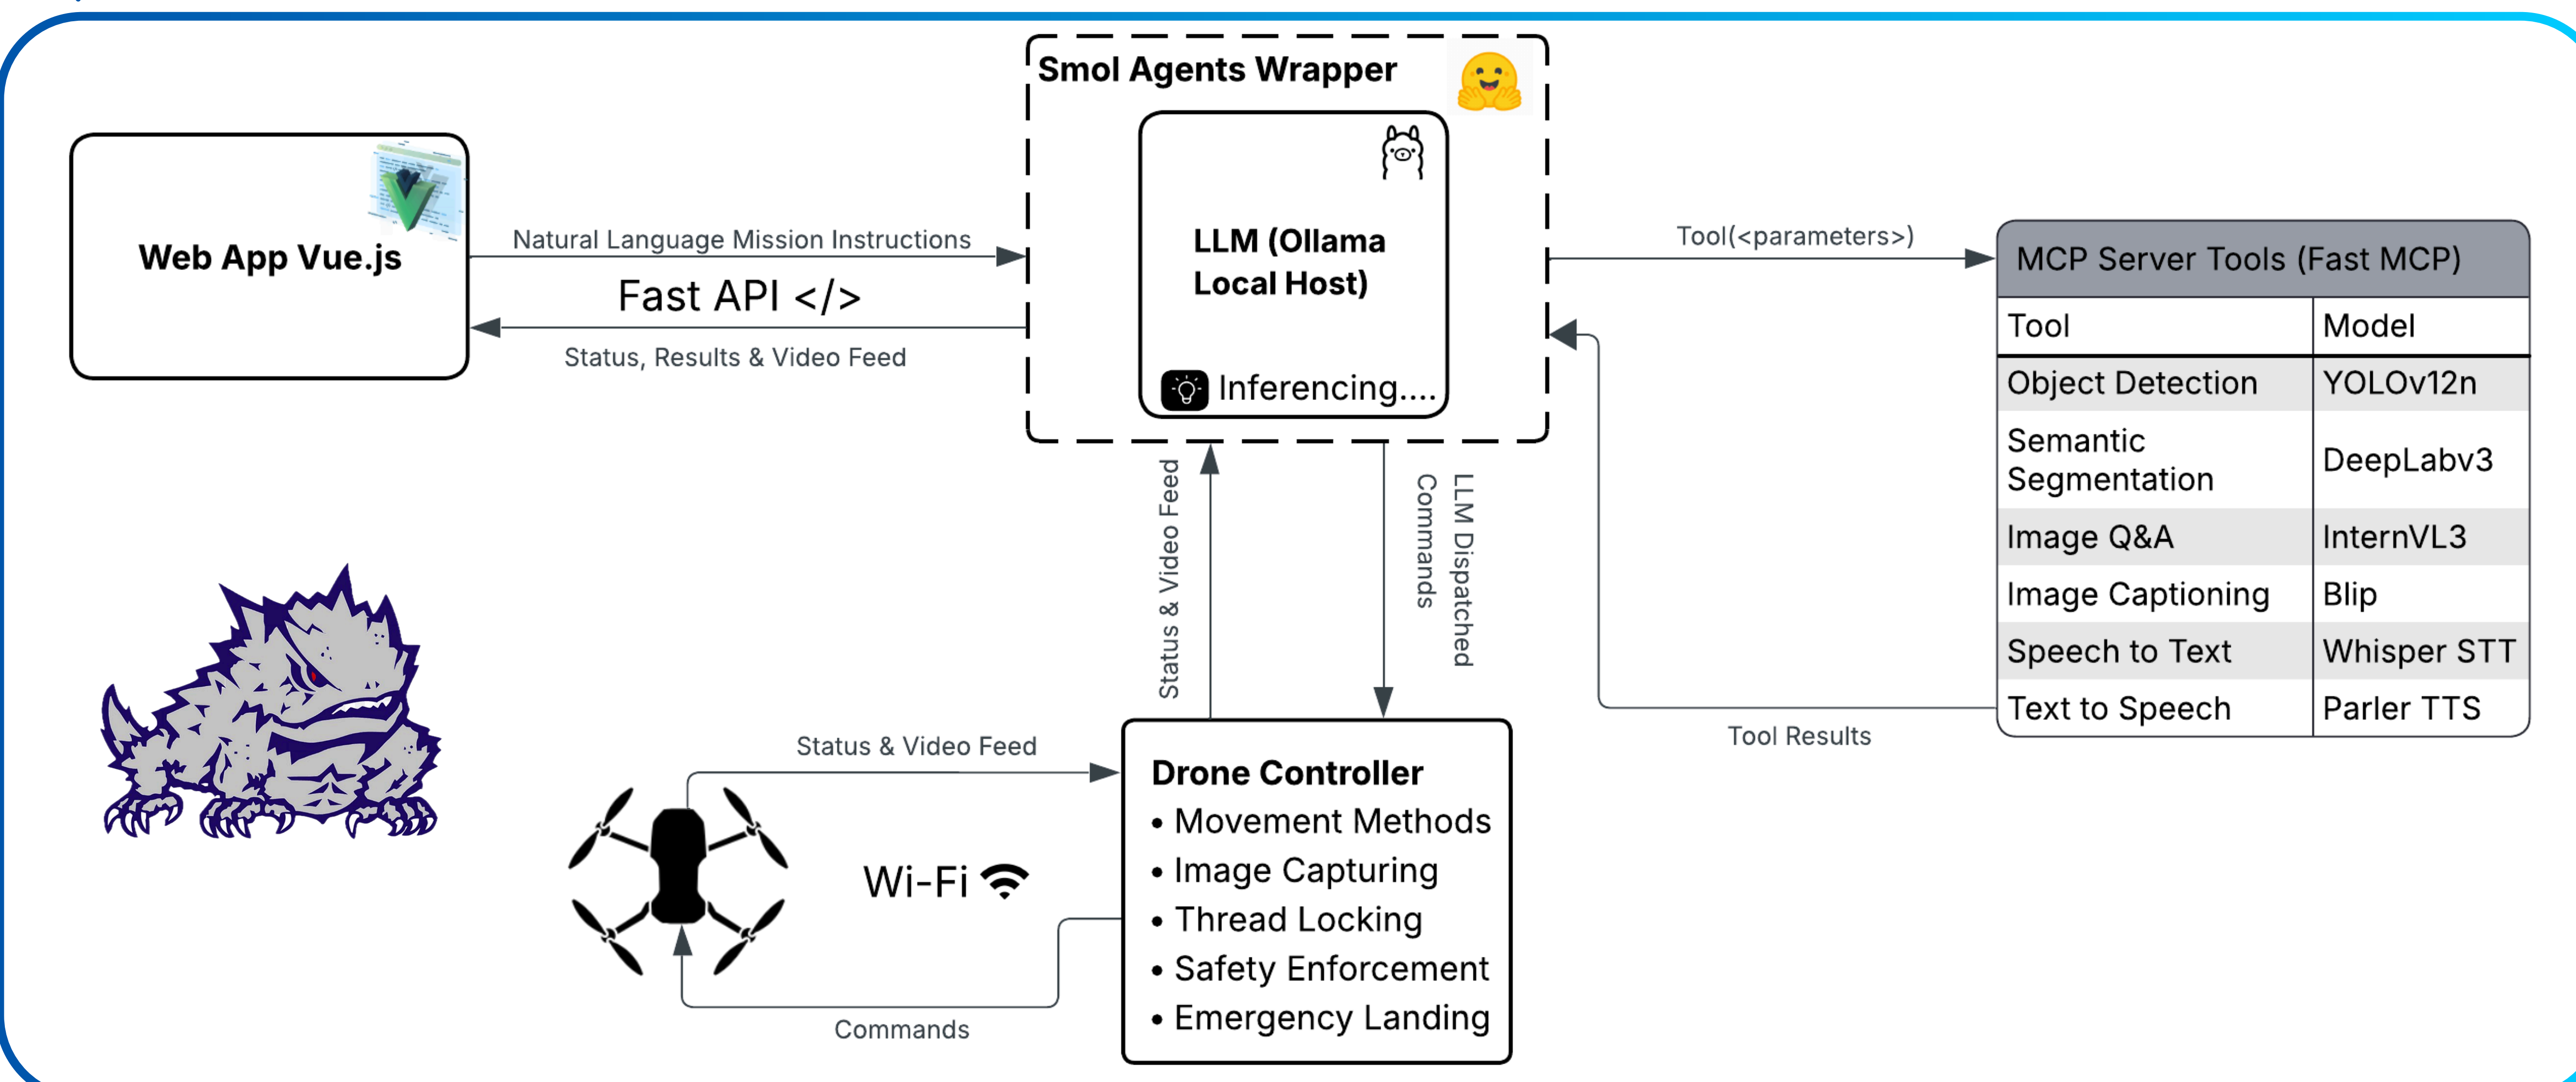 Smol Agents Wrapper
Web App Vue.js
Natural Language Mission Instructions
Fast API </>
Status, Results & Video Feed
LLM (Ollama
Local Host)
Inferencing....
Tool(<parameters>)
MCP Server Tools (Fast MCP)
Tool Model
Object Detection YOLOv12n
Semantic
Segmentation DeepLabv3
Image Q&A InternVL3
Image Captioning Blip
Speech to Text Whisper STT
Text to Speech Parler TTS
Tool Results
Status & Video Feed
LLM Dispatched
Commands
Status & Video Feed
Wi-Fi
Commands
Drone Controller
• Movement Methods
• Image Capturing
• Thread Locking
• Safety Enforcement
• Emergency Landing